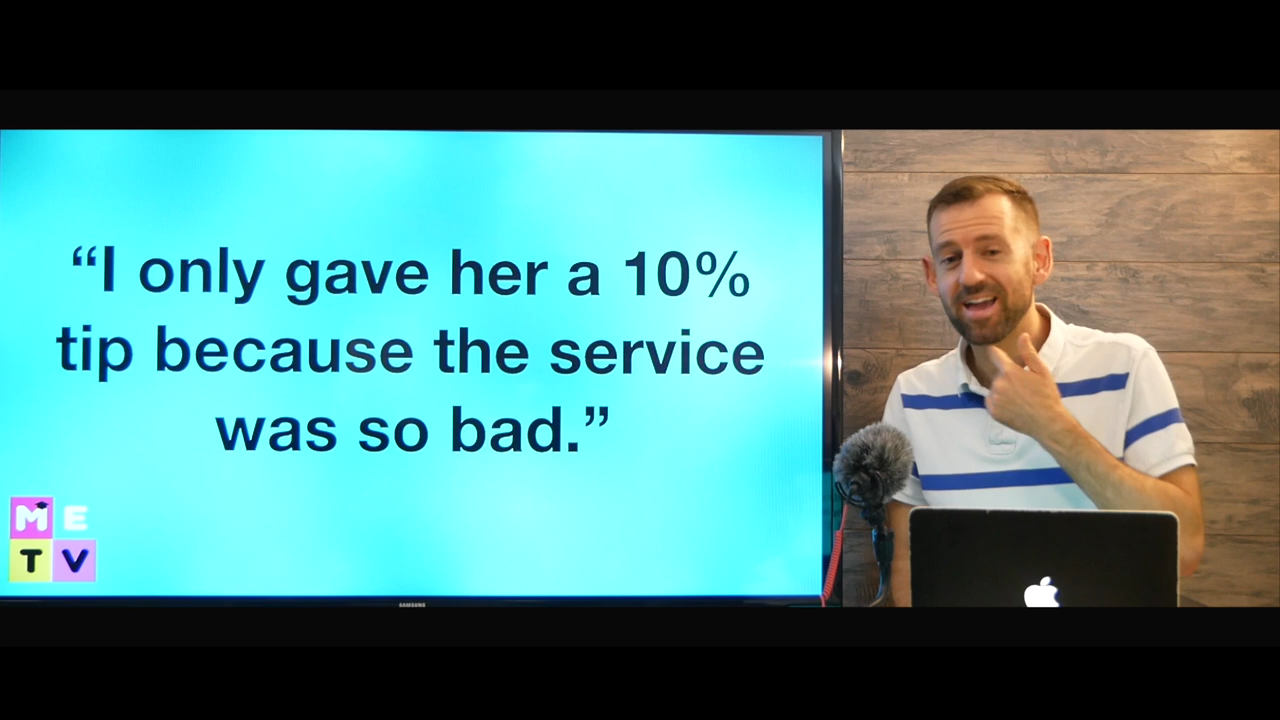 “I only gave her a 10%
tip because the service
was so bad.”
M E
T V
SAMSUNG